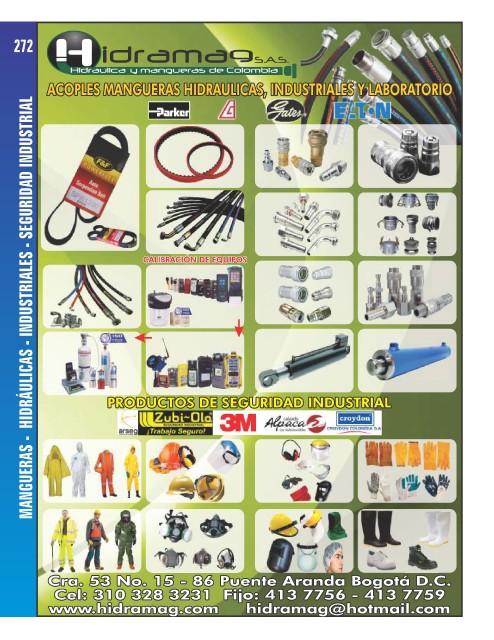 272
MANGUERAS - HIDRÁULICAS - INDUSTRIALES - SEGURIDAD INDUSTRIAL
Hidramag S.A.S.
Hidraulica y mangueras de Colombia
ACOPLES MANGUERAS HIDRAULICAS, INDUSTRIALES Y LABORATORIO
Parker
Gates
EATON
CALIBRACIÓN DE EQUIPOS
PRODUCTOS DE SEGURIDAD INDUSTRIAL
arseg
Zubi-Ola
¡Trabajo Seguro!
3M
calzado
Alpaca
croydon
CROYDON COLOMBIA S.A
Cra. 53 No. 15 - 86 Puente Aranda Bogotá D.C.
Cel: 310 328 3231 Fijo: 413 7756 - 413 7759
www.hidramag.com hidramag@hotmail.com